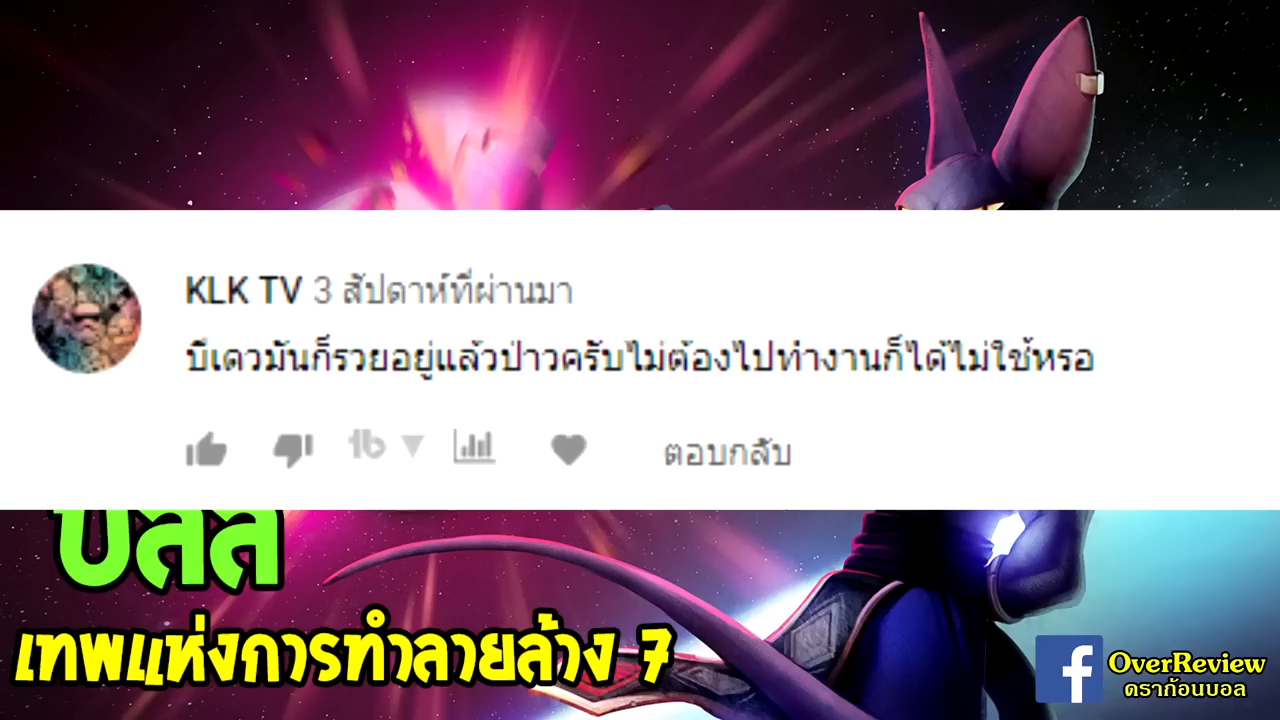 KLK TV 3 สัปดาห์ที่ผ่านมา
บีเดวมันก็รวยอยู่แล้วป่าวครับไม่ต้องไปทำงานก็ได้ไม่ใช้หรอ
ตอบกลับ
เทพแห่งการทำลายล้าง 7
OverReview
ดราก้อนบอล